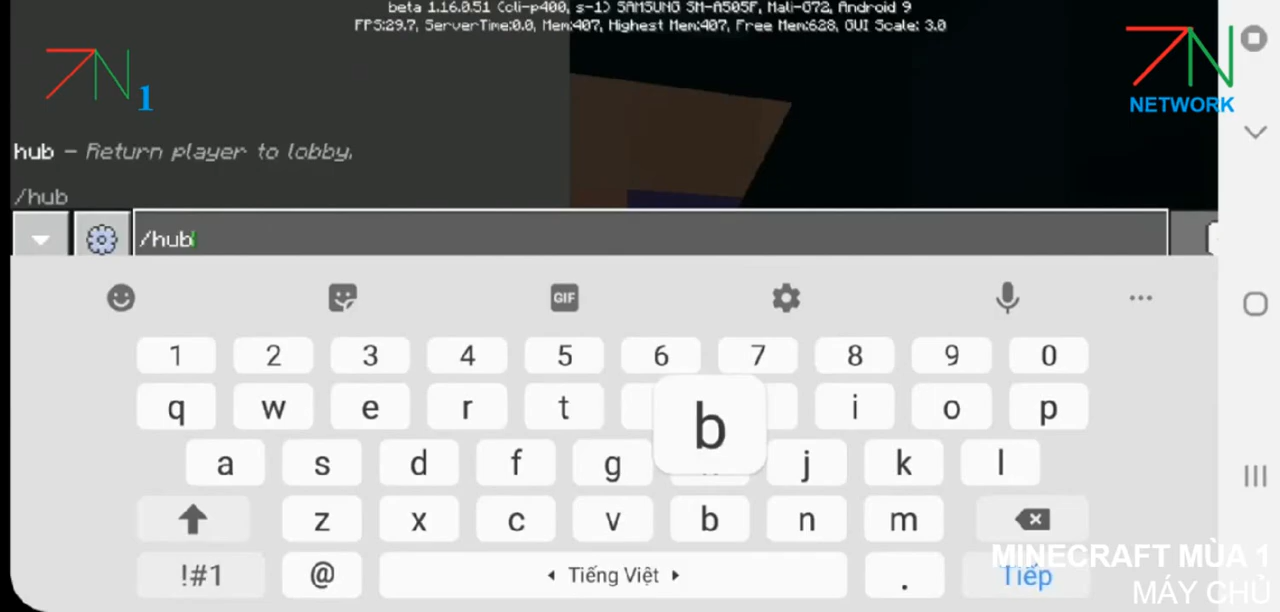 beta 1.16.0.51 (coli-p400, s-1) SAMSUNG SM-A505F, Mali-G72, Android 9
FPS:29.7, ServerTime:0.0, Mem:407, Highest Mem:407, Free Mem:628, GUI Scale: 3.0
ZN 1
ZN
NETWORK
hub - Return player to lobby.
/hub
/hub
GIF
1 2 3 4 5 6 7 8 9 0
q w e r t b i o p
a s d f g j k l
z x c v b n m
!#1 @ Tiếng Việt . Tiếp
MINECRAFT MÙA 1
MÁY CHỦ